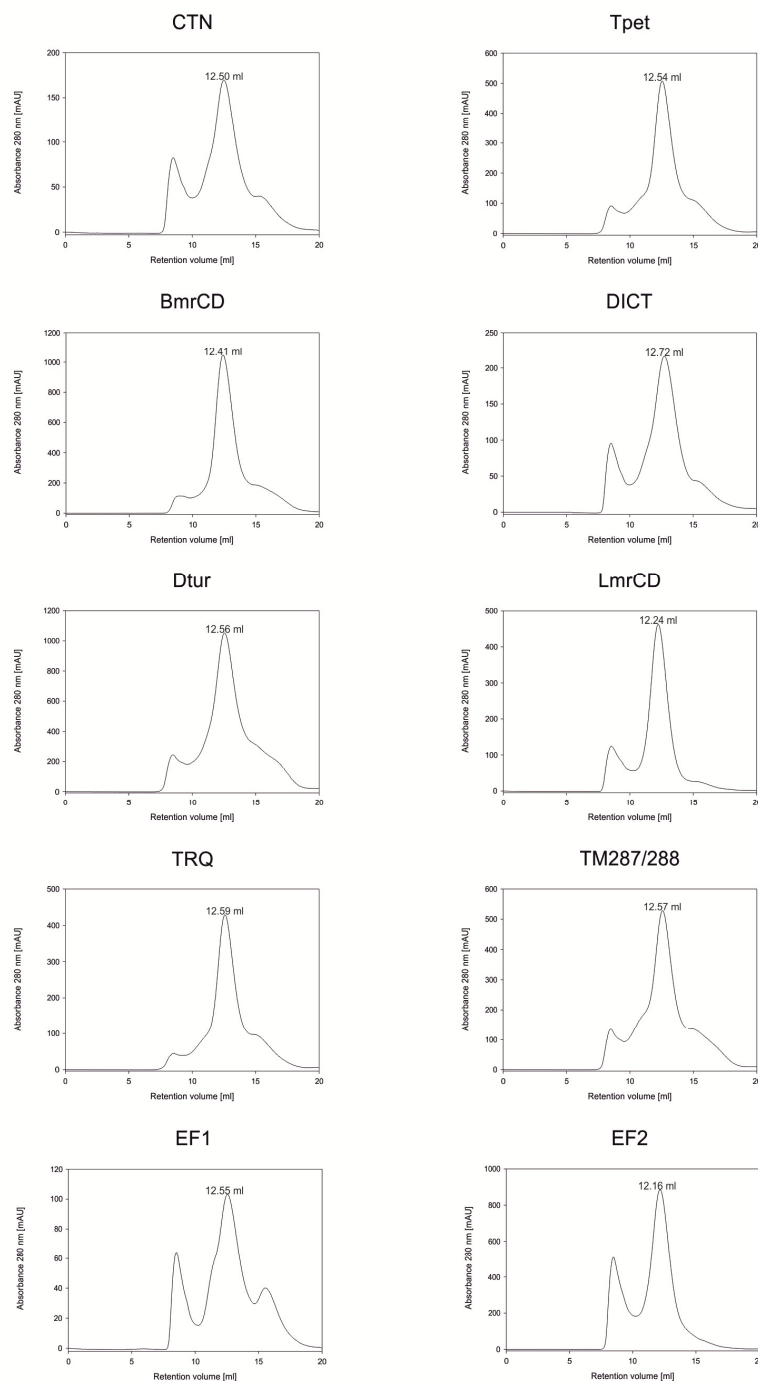 CTN
12.50 ml
200
150
100
50
0
0 5 10 15 20
Absorbance 280 nm [mAU]
Retention volume [ml]
Tpet
12.54 ml
600
500
400
300
200
100
0
0 5 10 15 20
Absorbance 280 nm [mAU]
Retention volume [ml]
BmrCD
12.41 ml
1200
1000
800
600
400
200
0
0 5 10 15 20
Absorbance 280 nm [mAU]
Retention volume [ml]
DICT
12.72 ml
250
200
150
100
50
0
0 5 10 15 20
Absorbance 280 nm [mAU]
Retention volume [ml]
Dtur
12.56 ml
1200
1000
800
600
400
200
0
0 5 10 15 20
Absorbance 280 nm [mAU]
Retention volume [ml]
LmrCD
12.24 ml
500
400
300
200
100
0
0 5 10 15 20
Absorbance 280 nm [mAU]
Retention volume [ml]
TRQ
12.59 ml
500
400
300
200
100
0
0 5 10 15 20
Absorbance 280 nm [mAU]
Retention volume [ml]
TM287/288
12.57 ml
600
500
400
300
200
100
0
0 5 10 15 20
Absorbance 280 nm [mAU]
Retention volume [ml]
EF1
12.55 ml
120
100
80
60
40
20
0
0 5 10 15 20
Absorbance 280 nm [mAU]
Retention volume [ml]
EF2
12.16 ml
1000
800
600
400
200
0
0 5 10 15 20
Absorbance 280 nm [mAU]
Retention volume [ml]